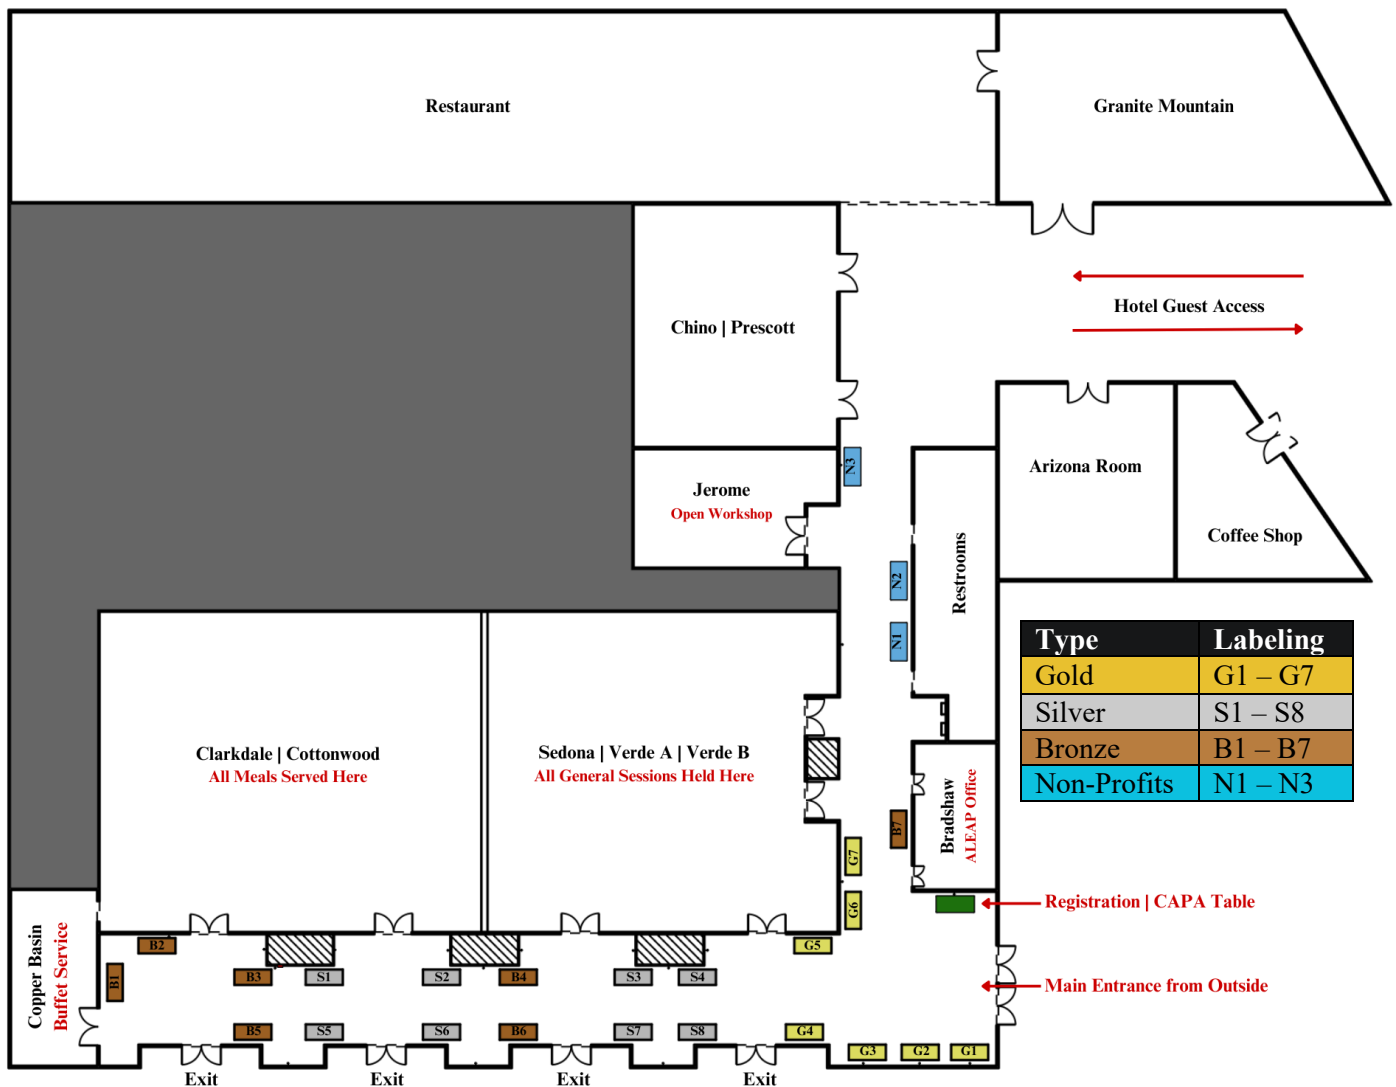 Restaurant
Granite Mountain
Hotel Guest Access
Chino | Prescott
Jerome
Open Workshop
N3
Arizona Room
Coffee Shop
Restrooms
N2
N1
Type Labeling
Gold G1 – G7
Silver S1 – S8
Bronze B1 – B7
Non-Profits N1 – N3
Clarkdale | Cottonwood
All Meals Served Here
Sedona | Verde A | Verde B
All General Sessions Held Here
Bradshaw
ALEAP Office
B7
G7
G6
Registration | CAPA Table
Copper Basin
Buffet Service
B2
G5
B1
B3
S1
S2
B4
S3
S4
Main Entrance from Outside
B5
S5
S6
B6
S7
S8
G4
G3
G2
G1
Exit
Exit
Exit
Exit